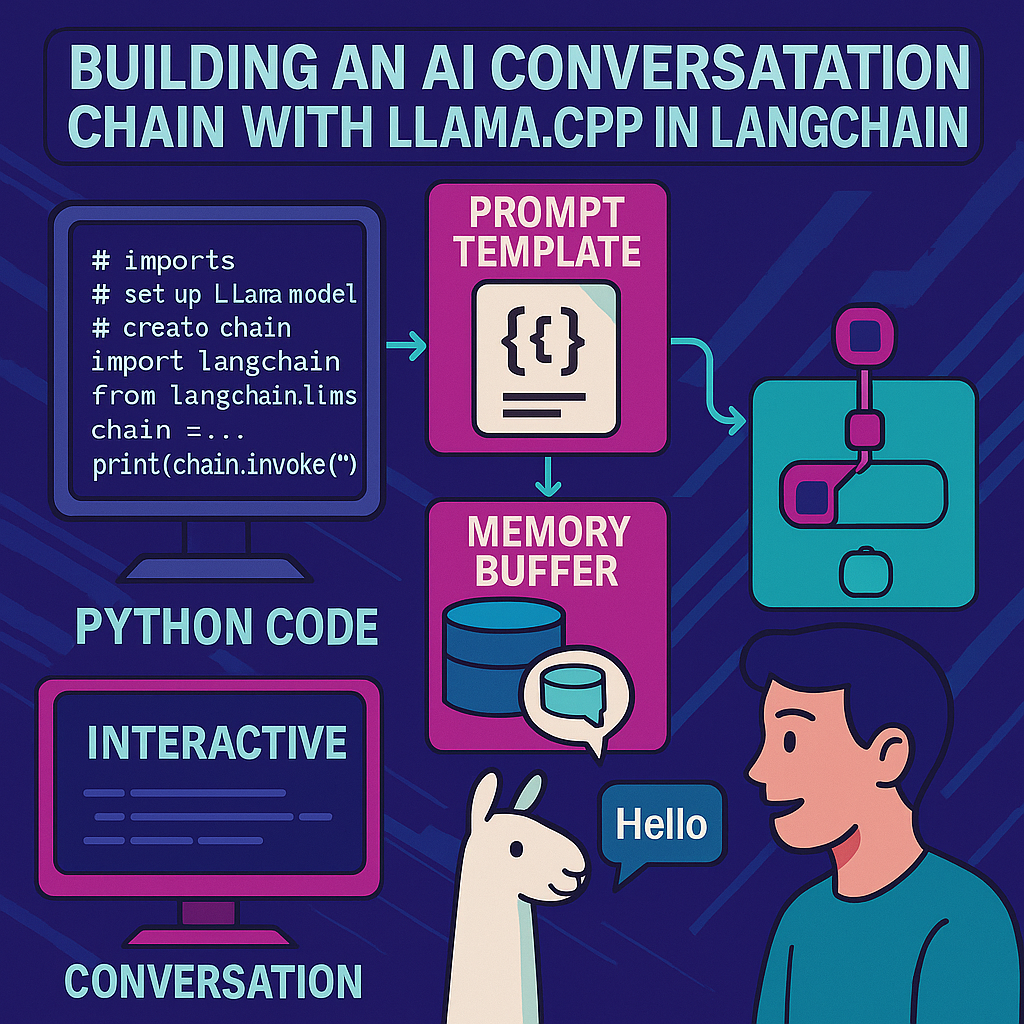 BUILDING AN AI CONVERSATATION
CHAIN WITH LLAMA.CPP IN LANGCHAIN
# imports
# set up LLama model
# creato chain
import langchain
from langchain.lims
chain =...
print(chain.invoke(")
PYTHON CODE
PROMPT
TEMPLATE
{{}}
MEMORY
BUFFER
INTERACTIVE
CONVERSATION
Hello